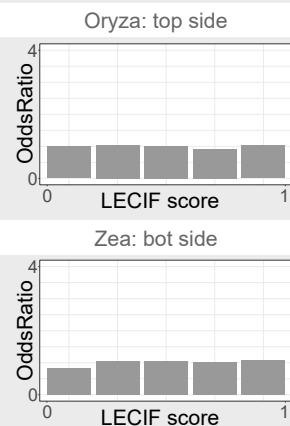 Oryza: top side
4
OddsRatio
0
0 1
LECIF score
Zea: bot side
4
OddsRatio
0
0 1
LECIF score